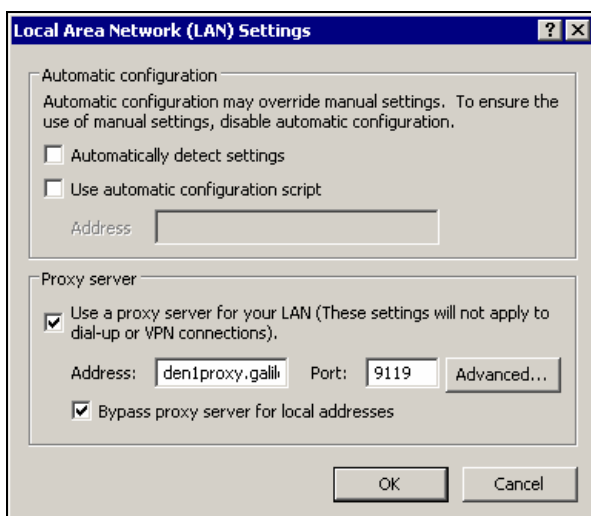 Local Area Network (LAN) Settings
Automatic configuration
Automatic configuration may override manual settings. To ensure the
use of manual settings, disable automatic configuration.
Automatically detect settings
Use automatic configuration script
Address
Proxy server
Use a proxy server for your LAN (These settings will not apply to
dial-up or VPN connections).
Address: den1proxy.galil Port: 9119 Advanced...
Bypass proxy server for local addresses
OK Cancel